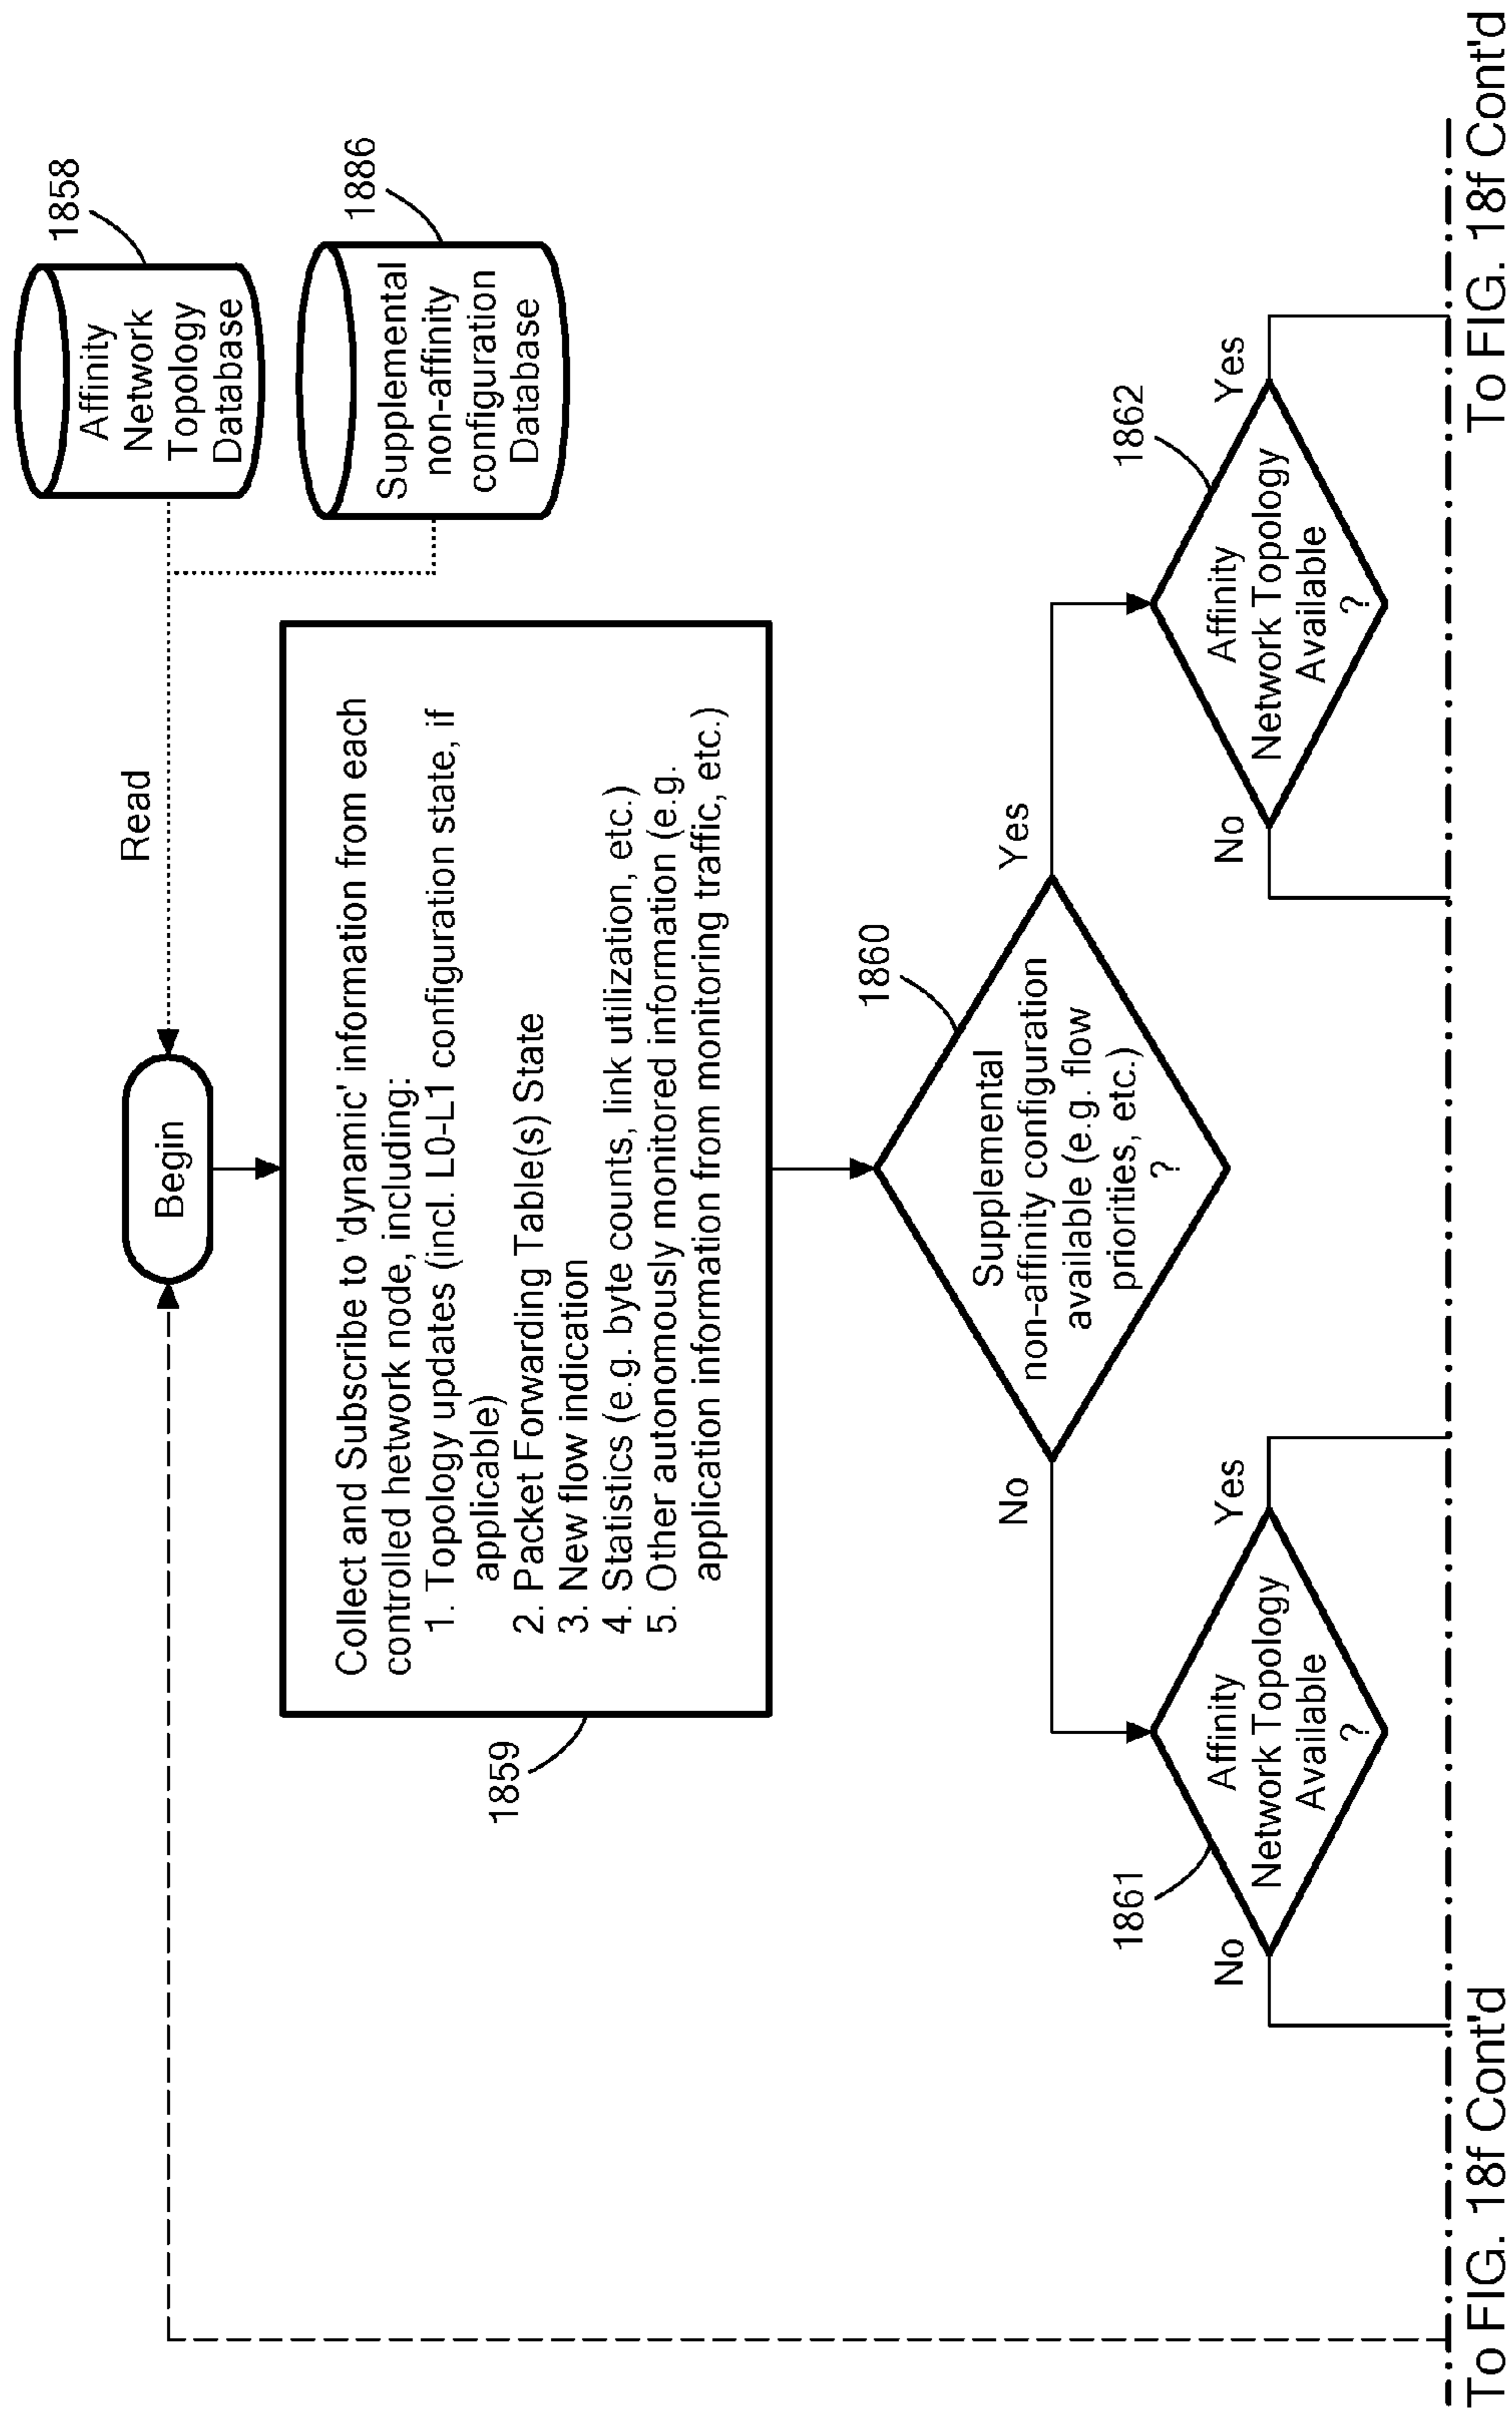 1858
Affinity
Network
Topology
Database
1886
Supplemental
non-affinity
configuration
Database
Read
Begin
1859
Collect and Subscribe to 'dynamic' information from each
controlled network node, including:
1. Topology updates (incl. L0-L1 configuration state, if
applicable)
2. Packet Forwarding Table(s) State
3. New flow indication
4. Statistics (e.g. byte counts, link utilization, etc.)
5. Other autonomously monitored information (e.g.
application information from monitoring traffic, etc.)
1860
Supplemental
non-affinity configuration
available (e.g. flow
priorities, etc.)
?
No
Yes
1861
Affinity
Network Topology
Available
?
No
Yes
1862
Affinity
Network Topology
Available
?
No
Yes
To FIG. 18f Cont'd
To FIG. 18f Cont'd